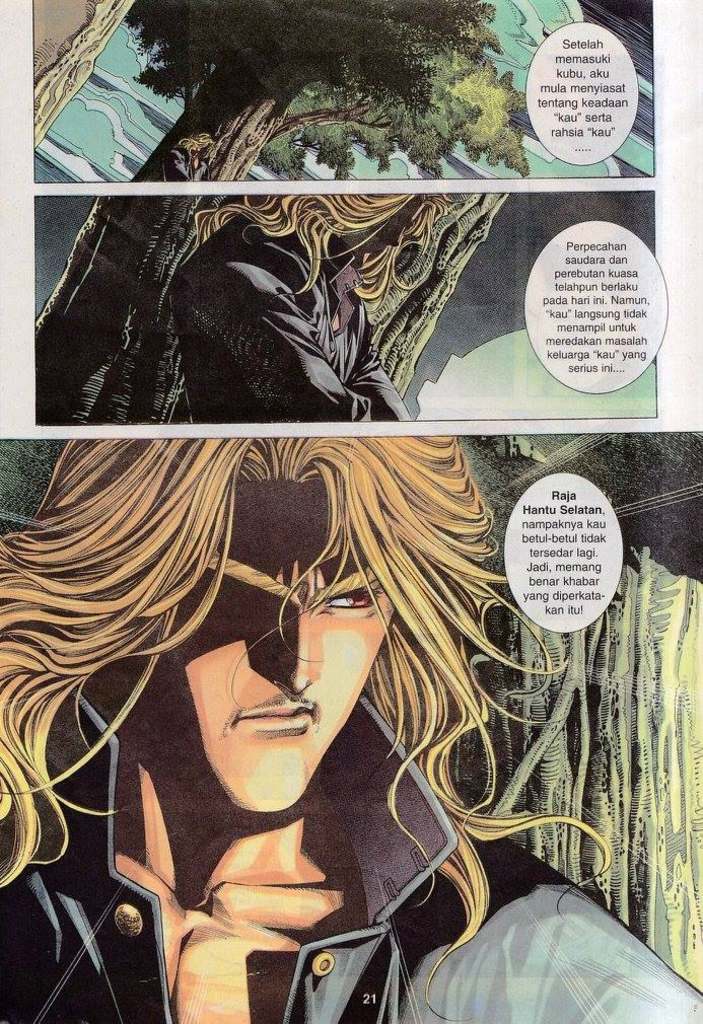 Setelah
memasuki
kubu, aku
mula menyiasat
tentang keadaan
“kau” serta
rahsia “kau”
.....
Perpecahan
saudara dan
perebutan kuasa
telahpun berlaku
pada hari ini. Namun,
“kau” langsung tidak
menampil untuk
meredakan masalah
keluarga “kau” yang
serius ini....
Raja
Hantu Selatan,
nampaknya kau
betul-betul tidak
tersedar lagi.
Jadi, memang
benar khabar
yang diperkata-
kan itu!
21